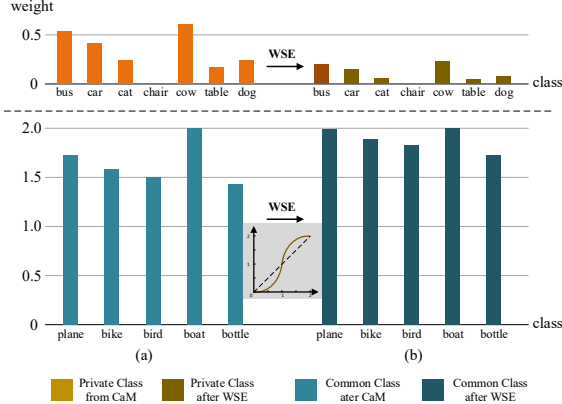 weight
0.5
WSE
0
bus car cat chair cow table dog
bus car cat chair cow table dog
class
2.0
1.5
WSE
1.0
0.5
0
plane bike bird boat bottle
plane bike bird boat bottle
class
(a)
(b)
Private Class
from CaM
Private Class
after WSE
Common Class
ater CaM
Common Class
after WSE